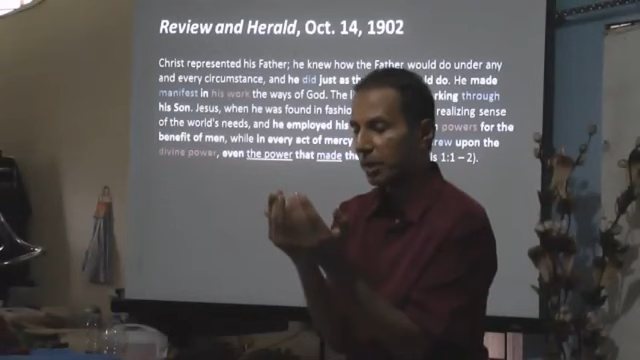 Review and Herald, Oct. 14, 1902
Christ represented his Father; he knew how the Father would do under any
and every circumstance, and he did just as th ld do. He made
manifest in his work the ways of God. The li rking through
his Son. Jesus, when he was found in fashio realizing sense
of the world's needs, and he employed his powers for the
benefit of men, while in every act of mercy rew upon the
divine power, even the power that made the s 1:1 – 2).